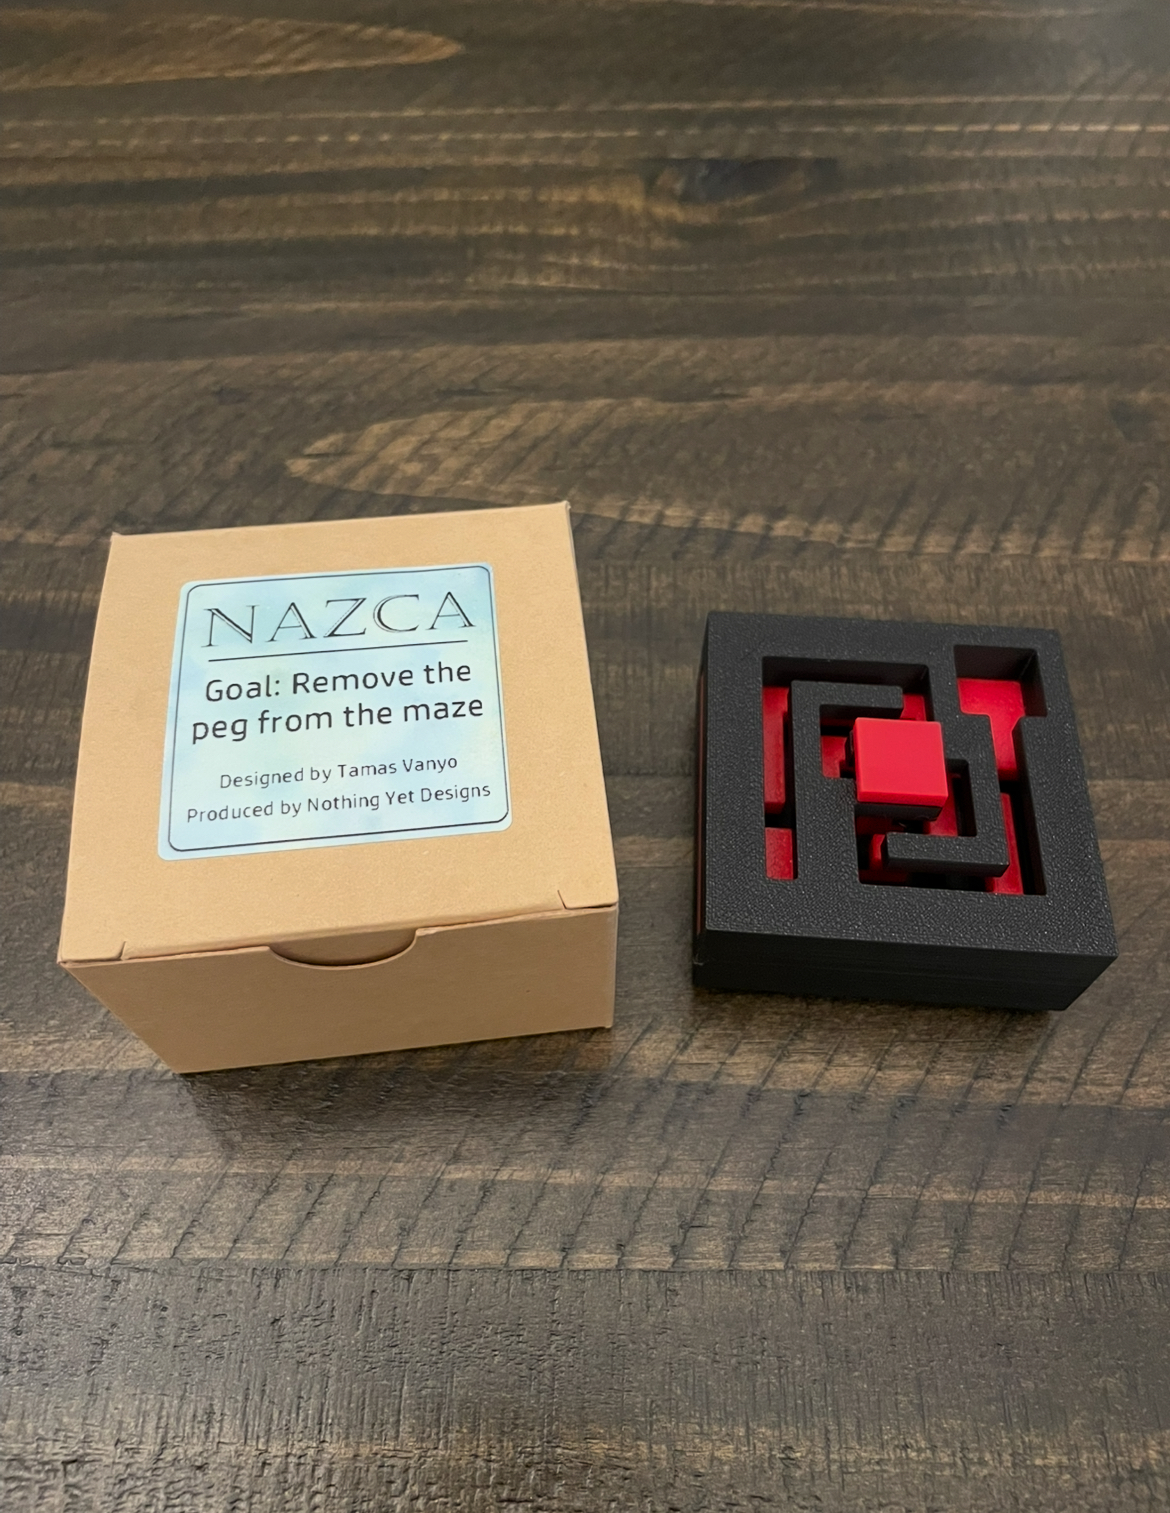 NAZCA
Goal: Remove the
peg from the maze
Designed by Tamas Vanyo
Produced by Nothing Yet Designs